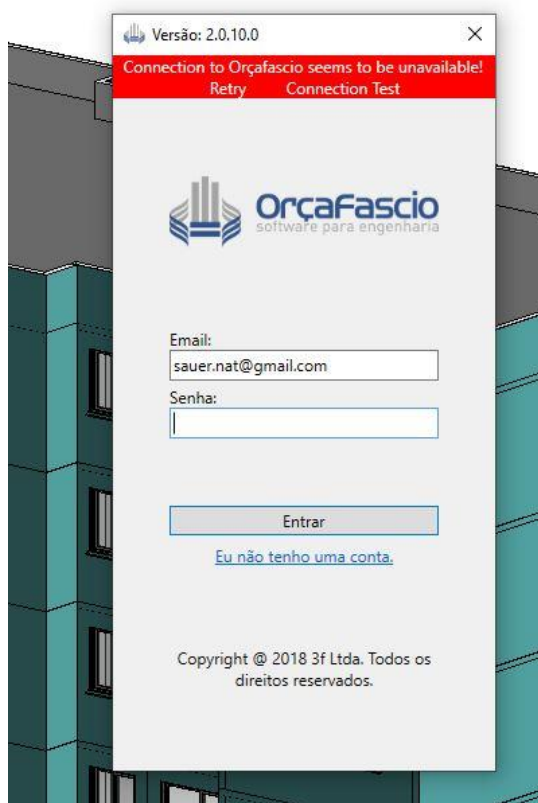 Versão: 2.0.10.0
Connection to Orçafascio seems to be unavailable!
Retry Connection Test
OrçaFascio
software para engenharia
Email:
sauer.nat@gmail.com
Senha:
Entrar
Eu não tenho uma conta.
Copyright @ 2018 3f Ltda. Todos os
direitos reservados.